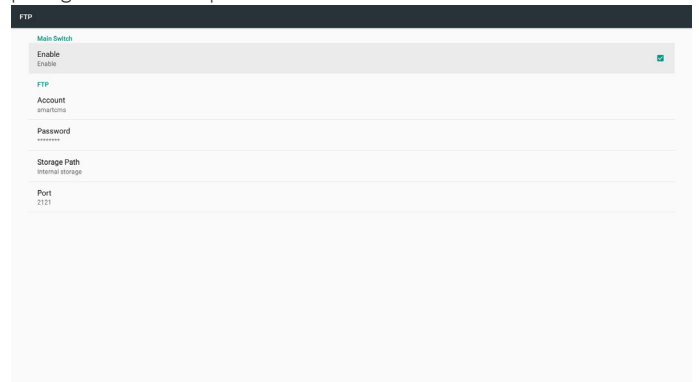 FTP
Main Switch
Enable
Enable
FTP
Account
smartcms
Password
********
Storage Path
Internal storage
Port
2121